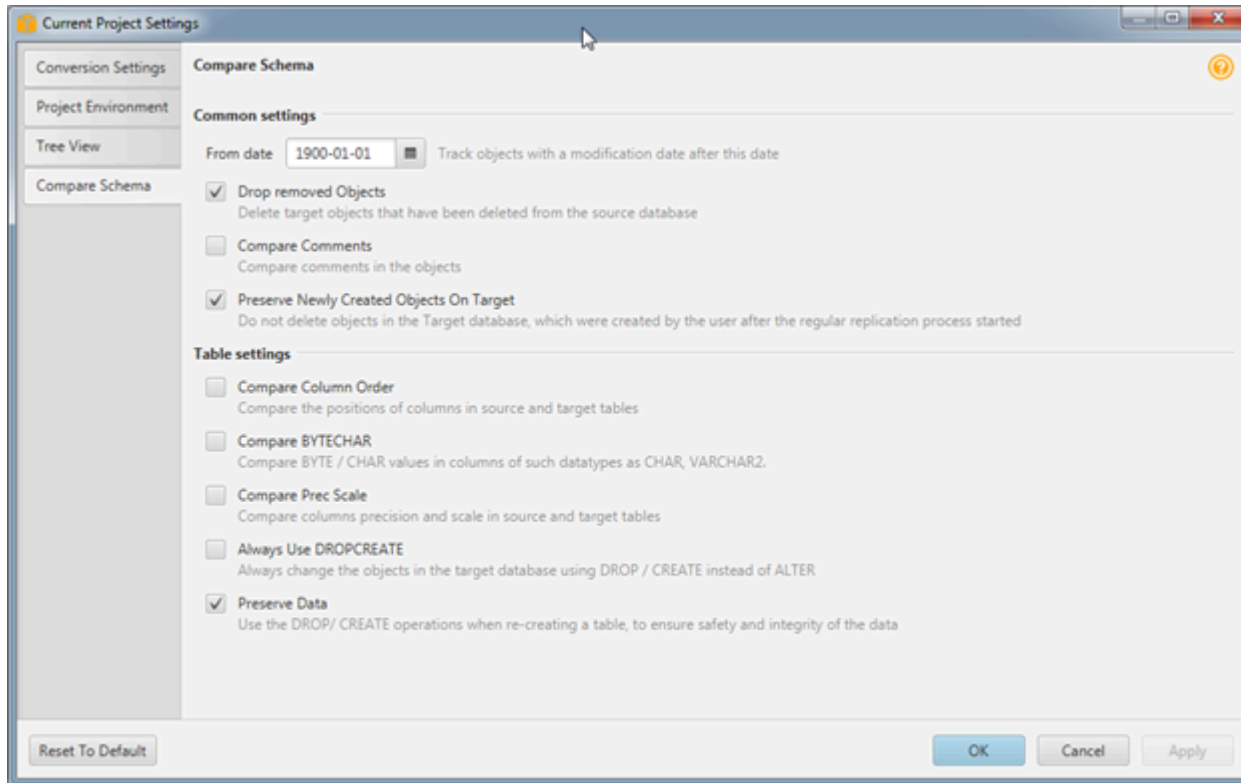 Current Project Settings
Conversion Settings
Project Environment
Tree View
Compare Schema
Compare Schema
Common settings
From date 1900-01-01 Track objects with a modification date after this date
Drop removed Objects
Delete target objects that have been deleted from the source database
Compare Comments
Compare comments in the objects
Preserve Newly Created Objects On Target
Do not delete objects in the Target database, which were created by the user after the regular replication process started
Table settings
Compare Column Order
Compare the positions of columns in source and target tables
Compare BYTECHAR
Compare BYTE / CHAR values in columns of such datatypes as CHAR, VARCHAR2.
Compare Prec Scale
Compare columns precision and scale in source and target tables
Always Use DROPCREATE
Always change the objects in the target database using DROP / CREATE instead of ALTER
Preserve Data
Use the DROP/ CREATE operations when re-creating a table, to ensure safety and integrity of the data
Reset To Default OK Cancel Apply